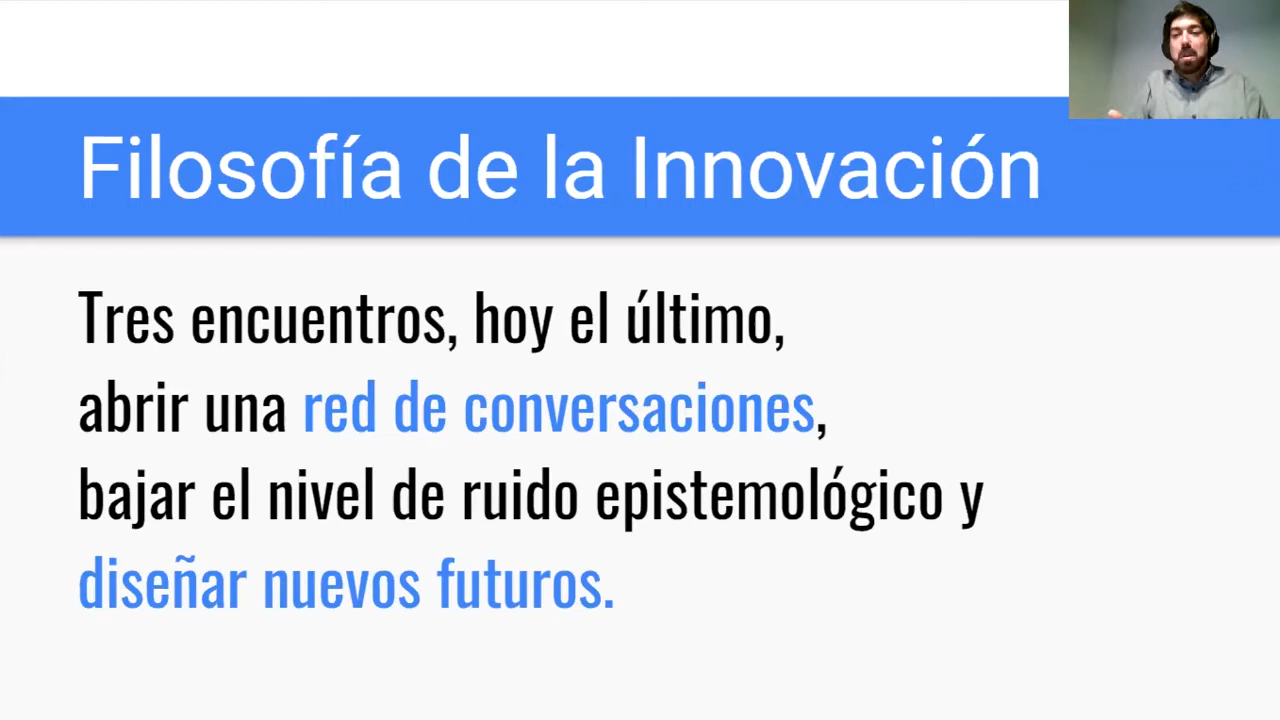 Filosofía de la Innovación
Tres encuentros, hoy el último,
abrir una red de conversaciones,
bajar el nivel de ruido epistemológico y
diseñar nuevos futuros.